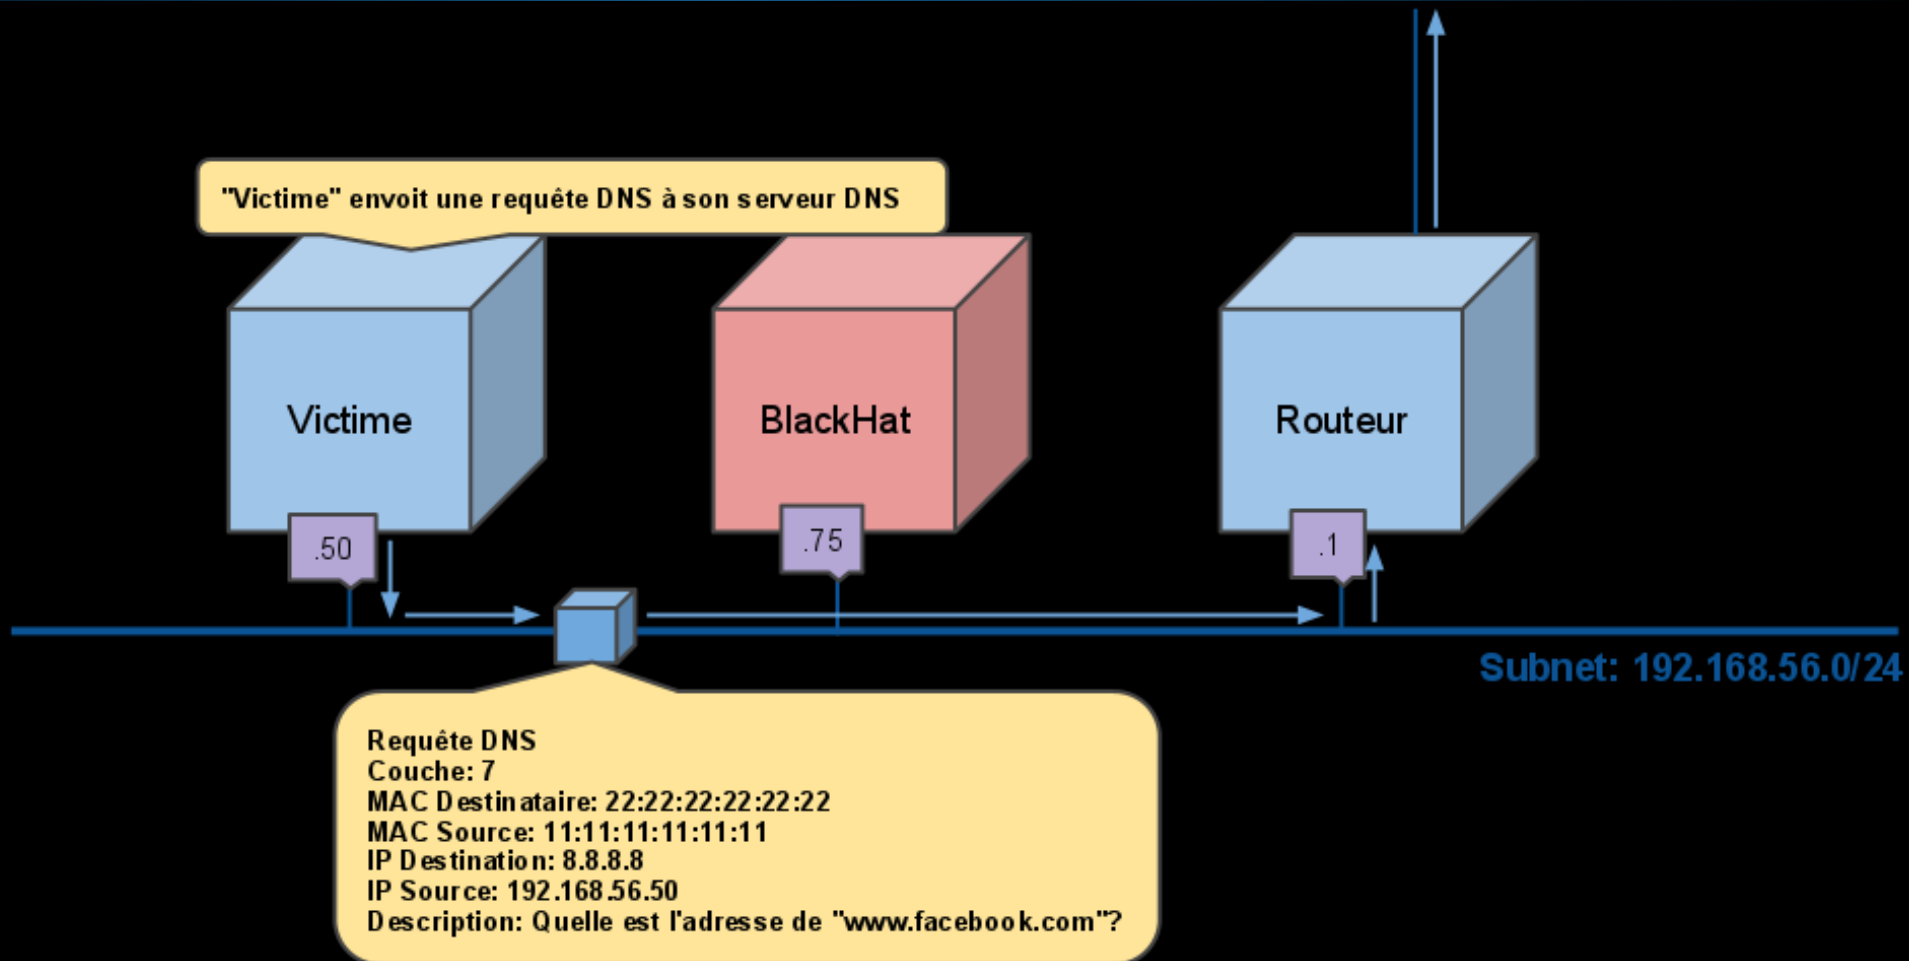 "Victime" envoit une requête DNS à son serveur DNS
Victime
BlackHat
Routeur
.50
.75
.1
Subnet: 192.168.56.0/24
Requête DNS
Couche: 7
MAC Destinataire: 22:22:22:22:22:22
MAC Source: 11:11:11:11:11:11
IP Destination: 8.8.8.8
IP Source: 192.168.56.50
Description: Quelle est l'adresse de "www.facebook.com"?